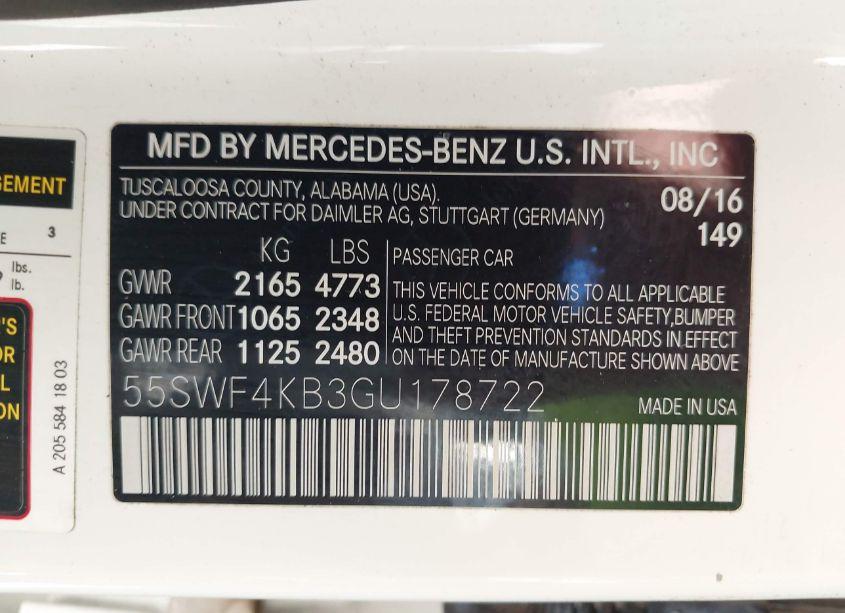 MFD BY MERCEDES-BENZ U.S. INTL., INC
TUSCALOOSA COUNTY, ALABAMA (USA).
UNDER CONTRACT FOR DAIMLER AG, STUTTGART (GERMANY)
08/16
149
KG LBS
GVWR 2165 4773
GAWR FRONT 1065 2348
GAWR REAR 1125 2480
PASSENGER CAR
THIS VEHICLE CONFORMS TO ALL APPLICABLE
U.S. FEDERAL MOTOR VEHICLE SAFETY,BUMPER
AND THEFT PREVENTION STANDARDS IN EFFECT
ON THE DATE OF MANUFACTURE SHOWN ABOVE
55SWF4KB3GU178722
MADE IN USA
GEMENT
E 3
lbs.
lb.
R'S
OR
L
ON
A 205 584 18 03